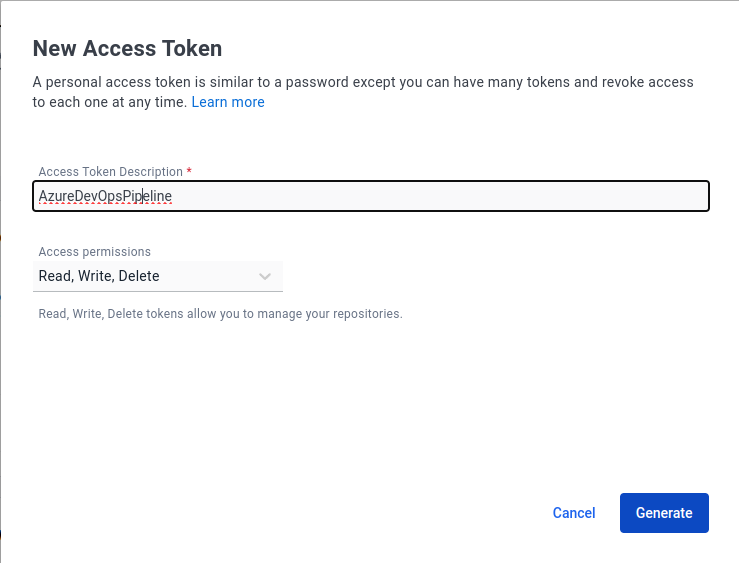 New Access Token
A personal access token is similar to a password except you can have many tokens and revoke access
to each one at any time. Learn more
Access Token Description *
AzureDevOpsPipeline
Access permissions
Read, Write, Delete
Read, Write, Delete tokens allow you to manage your repositories.
Cancel
Generate